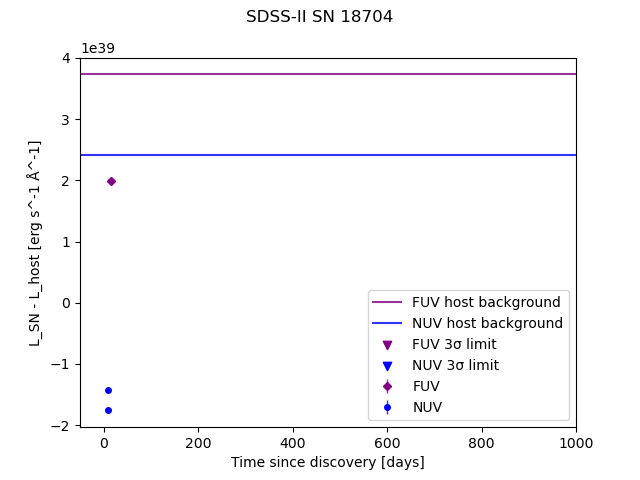 SDSS-II SN 18704
1e39
L_SN - L_host [erg s^-1 Å^-1]
4
3
2
1
0
−1
−2
FUV host background
NUV host background
FUV 3σ limit
NUV 3σ limit
FUV
NUV
0 200 400 600 800 1000
Time since discovery [days]